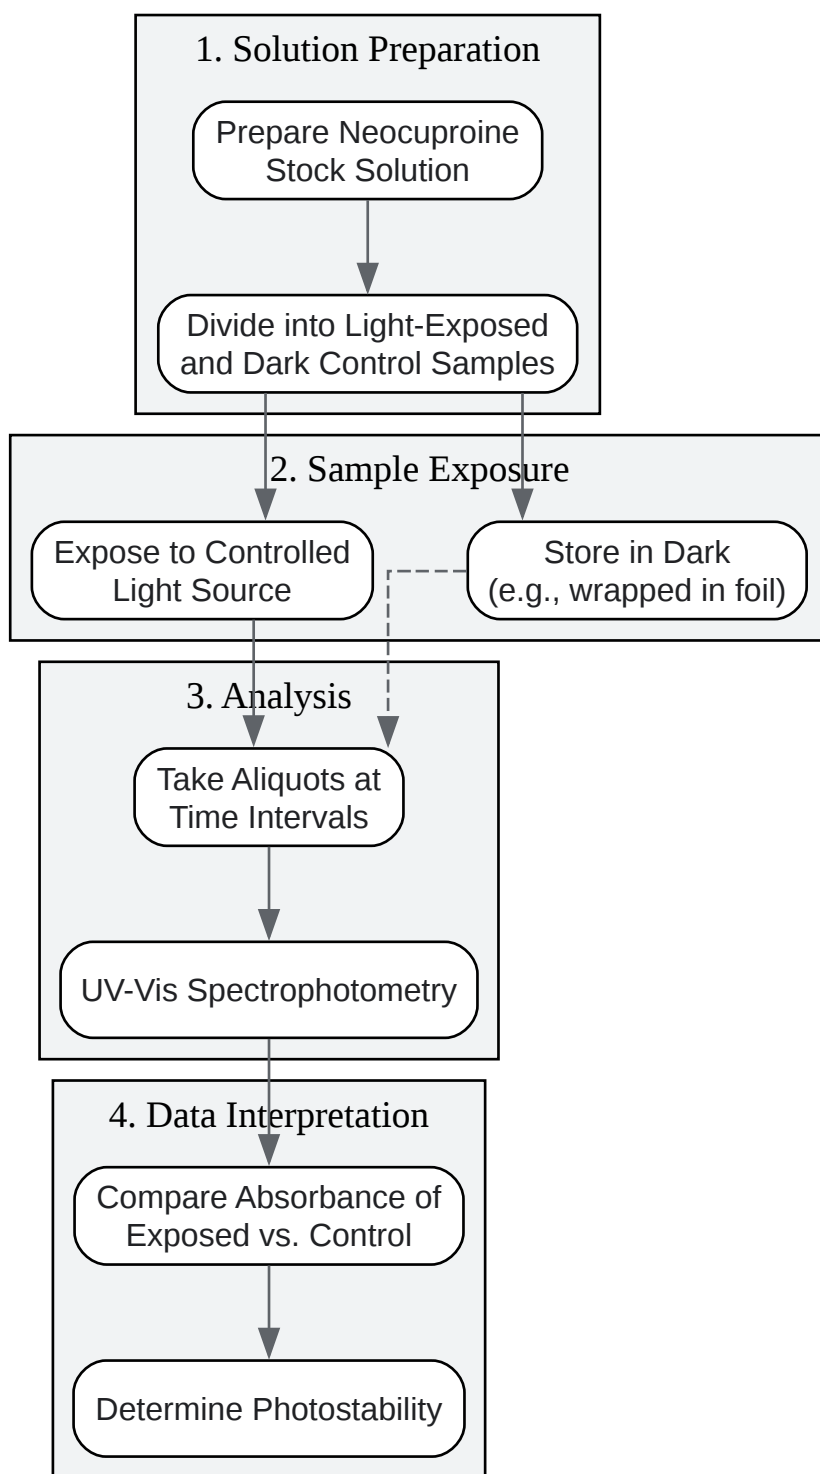 1. Solution Preparation
Prepare Neocuproine
Stock Solution
Divide into Light-Exposed
and Dark Control Samples
2. Sample Exposure
Expose to Controlled
Light Source
Store in Dark
(e.g., wrapped in foil)
3. Analysis
Take Aliquots at
Time Intervals
UV-Vis Spectrophotometry
4. Data Interpretation
Compare Absorbance of
Exposed vs. Control
Determine Photostability